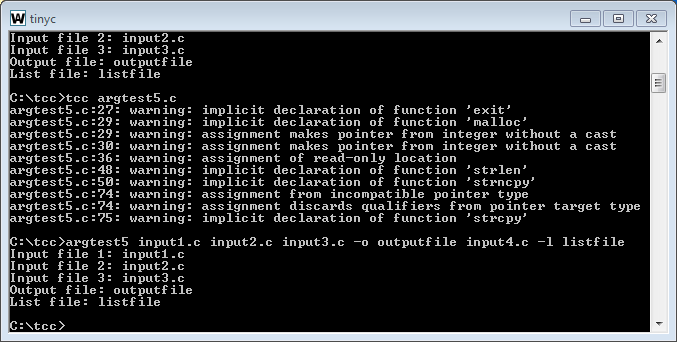 tinyc
Input file 2: input2.c
Input file 3: input3.c
Output file: outputfile
List file: listfile
C:\tcc>tcc argtest5.c
argtest5.c:27: warning: implicit declaration of function 'exit'
argtest5.c:29: warning: implicit declaration of function 'malloc'
argtest5.c:29: warning: assignment makes pointer from integer without a cast
argtest5.c:30: warning: assignment makes pointer from integer without a cast
argtest5.c:36: warning: assignment of read-only location
argtest5.c:48: warning: implicit declaration of function 'strlen'
argtest5.c:50: warning: implicit declaration of function 'strncpy'
argtest5.c:74: warning: assignment from incompatible pointer type
argtest5.c:74: warning: assignment discards qualifiers from pointer target type
argtest5.c:75: warning: implicit declaration of function 'strcpy'
C:\tcc>argtest5 input1.c input2.c input3.c -o outputfile input4.c -l listfile
Input file 1: input1.c
Input file 2: input2.c
Input file 3: input3.c
Output file: outputfile
List file: listfile
C:\tcc>